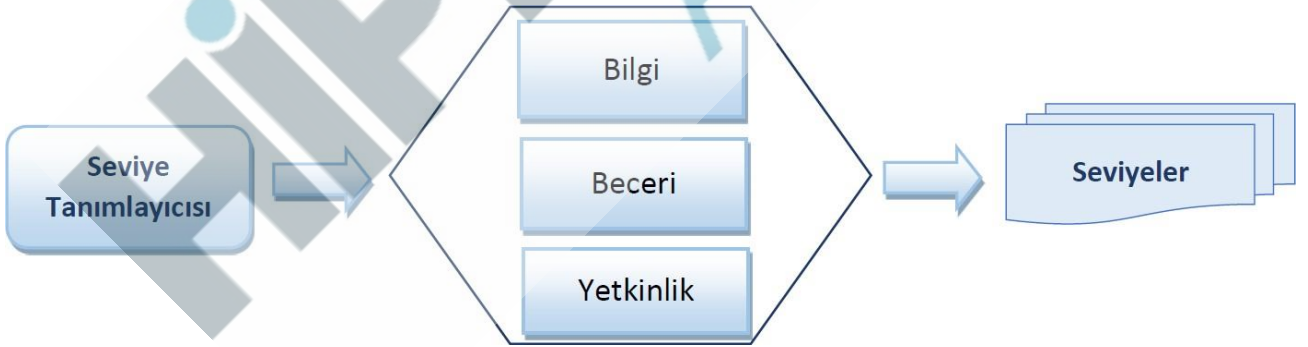 Seviye
Tanımlayıcısı
Bilgi
Beceri
Yetkinlik
Seviyeler